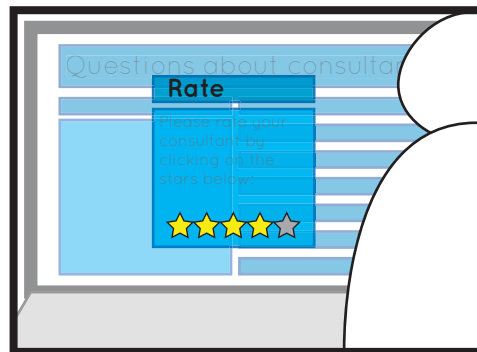 Questions about consultan
Rate
Please rate your
consultant by
clicking on the
stars below: